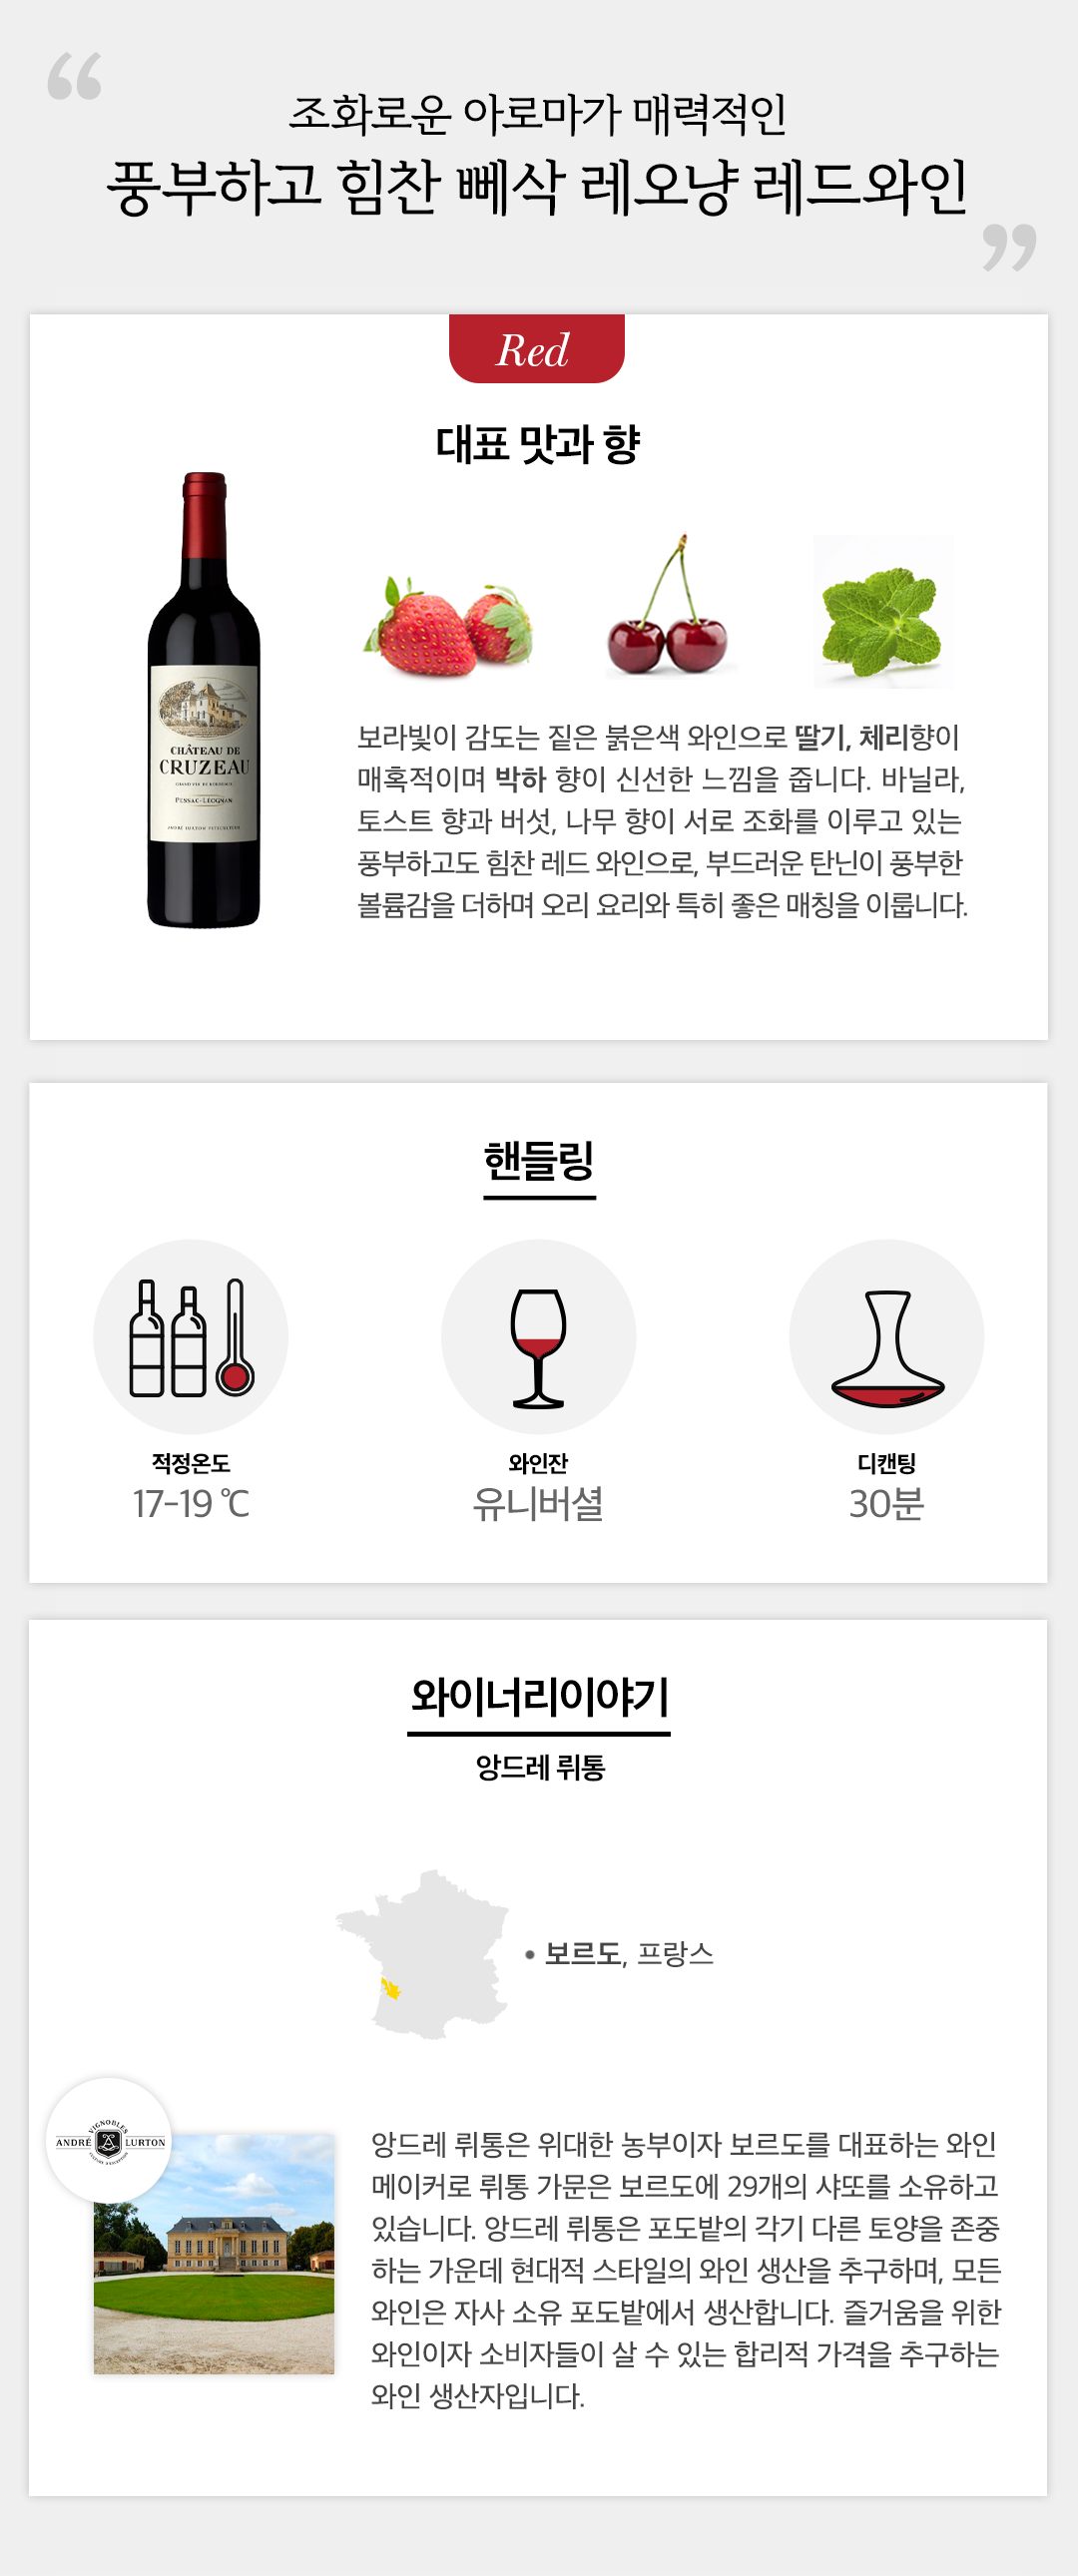 조화로운 아로마가 매력적인
풍부하고 힘찬 뻬삭 레오냥 레드와인
Red
대표 맛과 향
CHÂTEAU DE
CRUZEAU
GRAND VIN DE BORDEAUX
PESSAC-LÉOGNAN
ANDRÉ LURTON VITICULTEUR
보라빛이 감도는 짙은 붉은색 와인으로 딸기, 체리향이
매혹적이며 박하 향이 신선한 느낌을 줍니다. 바닐라,
토스트 향과 버섯, 나무 향이 서로 조화를 이루고 있는
풍부하고도 힘찬 레드 와인으로, 부드러운 탄닌이 풍부한
볼륨감을 더하며 오리 요리와 특히 좋은 매칭을 이룹니다.
핸들링
적정온도
17-19 ℃
와인잔
유니버셜
디캔팅
30분
와이너리이야기
앙드레 뤼통
• 보르도, 프랑스
VIGNOBLES
ANDRÉ LURTON
앙드레 뤼통은 위대한 농부이자 보르도를 대표하는 와인
메이커로 뤼통 가문은 보르도에 29개의 샤또를 소유하고
있습니다. 앙드레 뤼통은 포도밭의 각기 다른 토양을 존중
하는 가운데 현대적 스타일의 와인 생산을 추구하며, 모든
와인은 자사 소유 포도밭에서 생산합니다. 즐거움을 위한
와인이자 소비자들이 살 수 있는 합리적 가격을 추구하는
와인 생산자입니다.